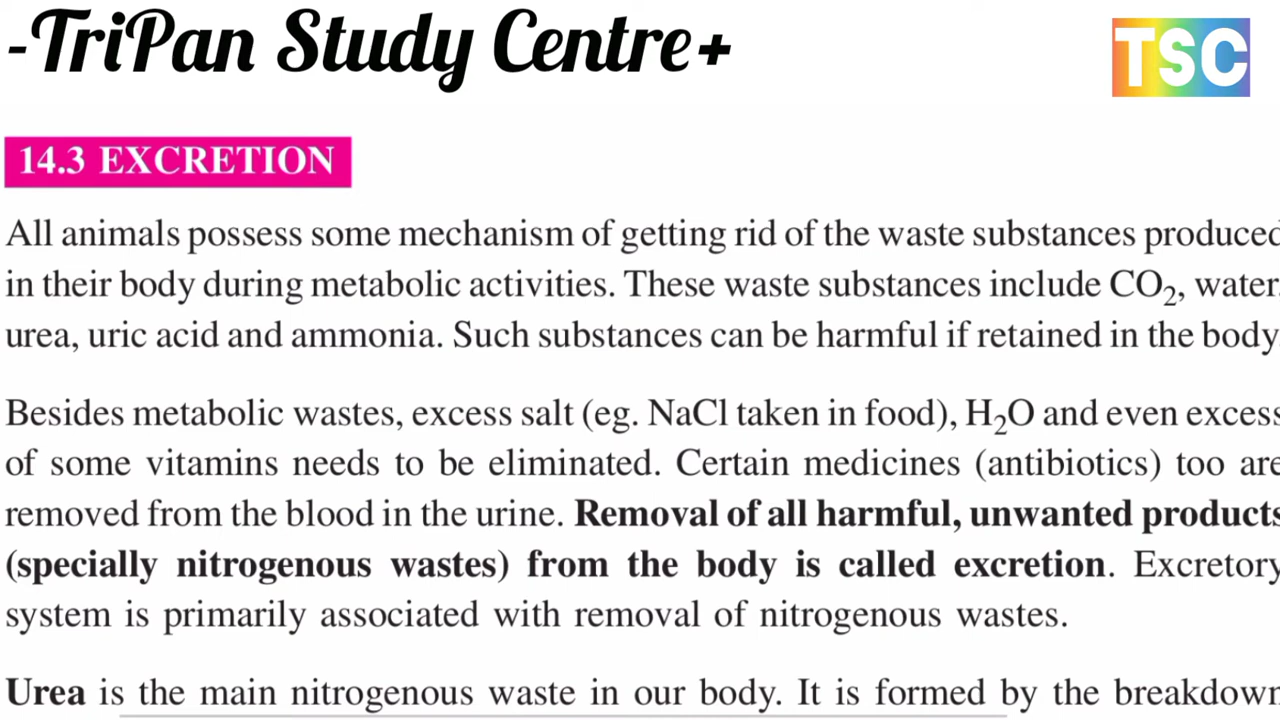 -TriPan Study Centre+
TSC
14.3 EXCRETION
All animals possess some mechanism of getting rid of the waste substances produced
in their body during metabolic activities. These waste substances include CO₂, water,
urea, uric acid and ammonia. Such substances can be harmful if retained in the body.
Besides metabolic wastes, excess salt (eg. NaCl taken in food), H₂O and even excess
of some vitamins needs to be eliminated. Certain medicines (antibiotics) too are
removed from the blood in the urine. Removal of all harmful, unwanted products
(specially nitrogenous wastes) from the body is called excretion. Excretory
system is primarily associated with removal of nitrogenous wastes.
Urea is the main nitrogenous waste in our body. It is formed by the breakdown